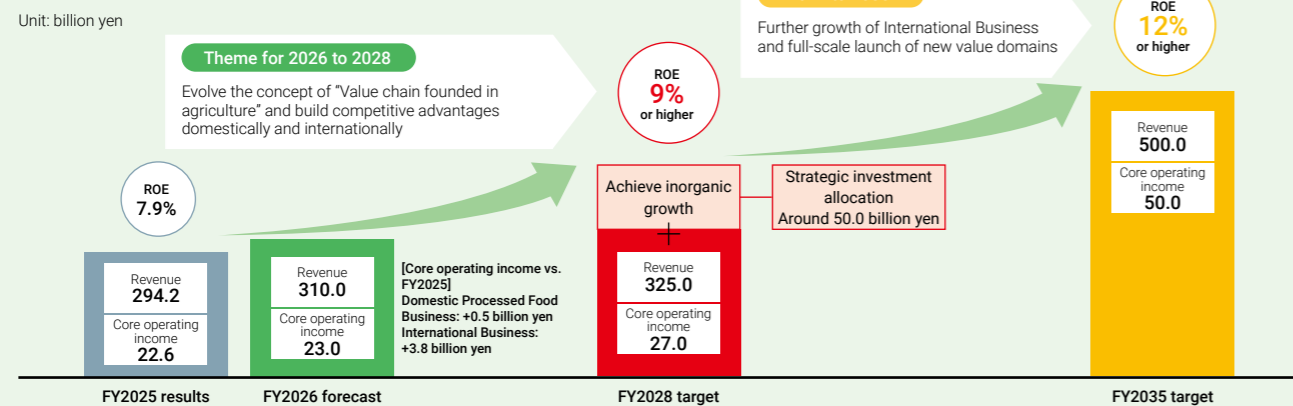 Unit: billion yen
Theme for 2026 to 2028
Evolve the concept of “Value chain founded in
agriculture” and build competitive advantages
domestically and internationally
Further growth of International Business
and full-scale launch of new value domains
ROE
7.9%
ROE
9%
or higher
ROE
12%
or higher
Revenue
294.2
Core operating
income
22.6
Revenue
310.0
Core operating
income
23.0
[Core operating income vs.
FY2025]
Domestic Processed Food
Business: +0.5 billion yen
International Business:
+3.8 billion yen
Achieve inorganic
growth
+
Strategic investment
allocation
Around 50.0 billion yen
Revenue
325.0
Core operating
income
27.0
Revenue
500.0
Core operating
income
50.0
FY2025 results
FY2026 forecast
FY2028 target
FY2035 target